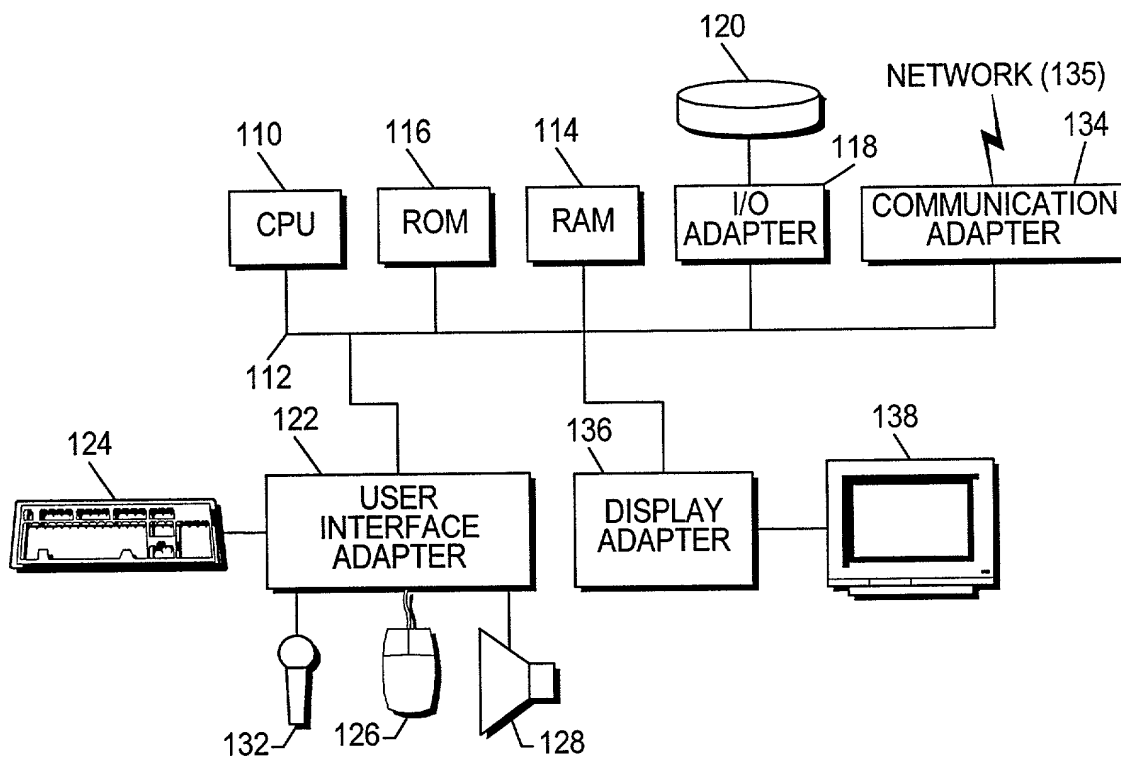 120
NETWORK (135)
110
116
114
118
134
CPU
ROM
RAM
I/O
ADAPTER
COMMUNICATION
ADAPTER
112
122
136
138
124
USER
INTERFACE
ADAPTER
DISPLAY
ADAPTER
132
126
128